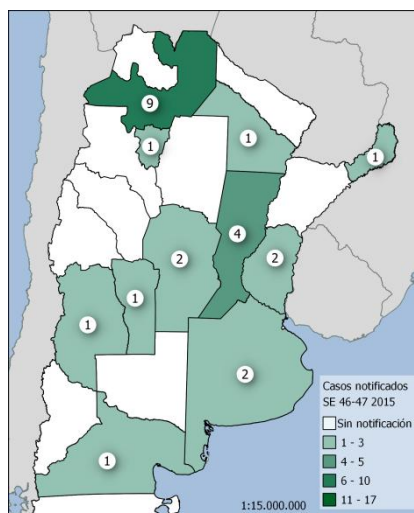 9
1
1
1
4
2
2
1
1
2
1
Casos notificados
SE 46-47 2015
Sin notificación
1 - 3
4 - 5
6 - 10
11 - 17
1:15.000.000